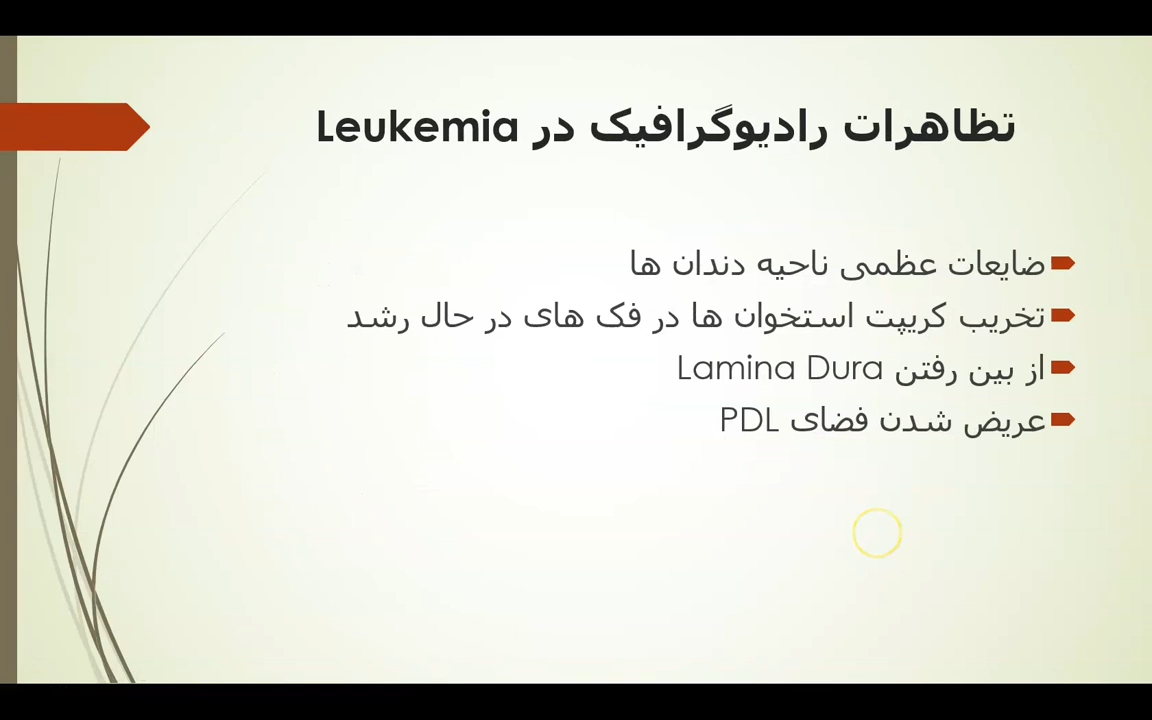 تظاهرات رادیوگرافیک در Leukemia
ضایعات عظمی ناحیه دندان ها
تخریب کریپت استخوان ها در فک های در حال رشد
از بین رفتن Lamina Dura
عریض شدن فضای PDL